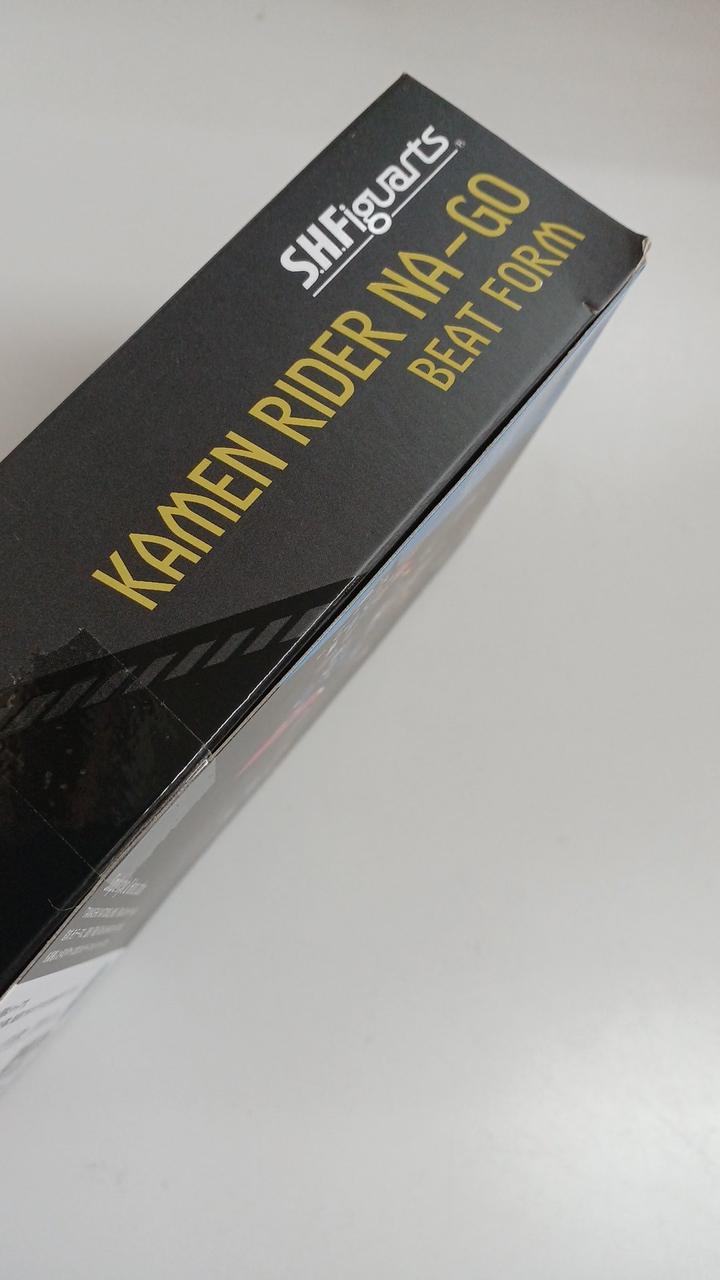 S.H.Figuarts®
KAMEN RIDER NA-GO
BEAT FORM